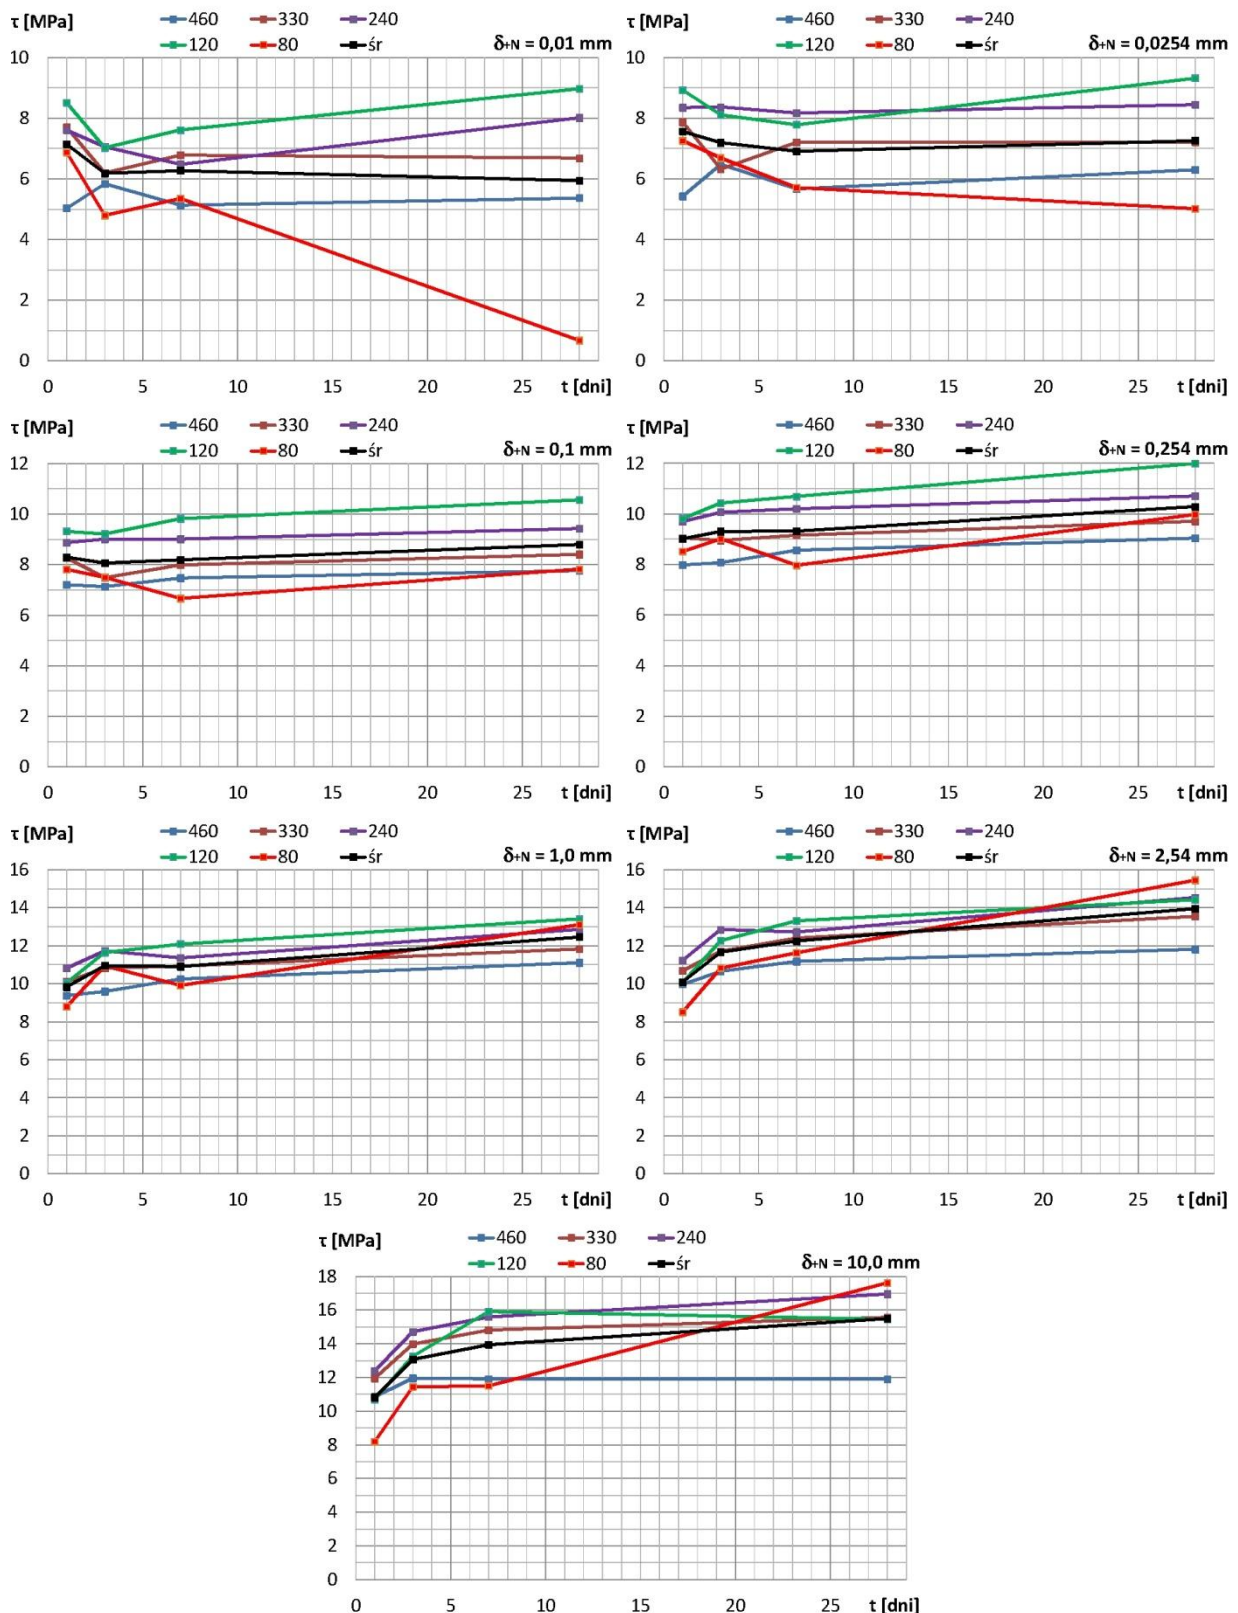 τ [MPa] 460 330 240
120 80 śr δ+N = 0,01 mm
10
8
6
4
2
0
0 5 10 15 20 25 t [dni]
τ [MPa] 460 330 240
120 80 śr δ+N = 0,0254 mm
10
8
6
4
2
0
0 5 10 15 20 25 t [dni]
τ [MPa] 460 330 240
120 80 śr δ+N = 0,1 mm
12
10
8
6
4
2
0
0 5 10 15 20 25 t [dni]
τ [MPa] 460 330 240
120 80 śr δ+N = 0,254 mm
12
10
8
6
4
2
0
0 5 10 15 20 25 t [dni]
τ [MPa] 460 330 240
120 80 śr δ+N = 1,0 mm
16
14
12
10
8
6
4
2
0
0 5 10 15 20 25 t [dni]
τ [MPa] 460 330 240
120 80 śr δ+N = 2,54 mm
16
14
12
10
8
6
4
2
0
0 5 10 15 20 25 t [dni]
τ [MPa] 460 330 240
120 80 śr δ+N = 10,0 mm
18
16
14
12
10
8
6
4
2
0
0 5 10 15 20 25 t [dni]